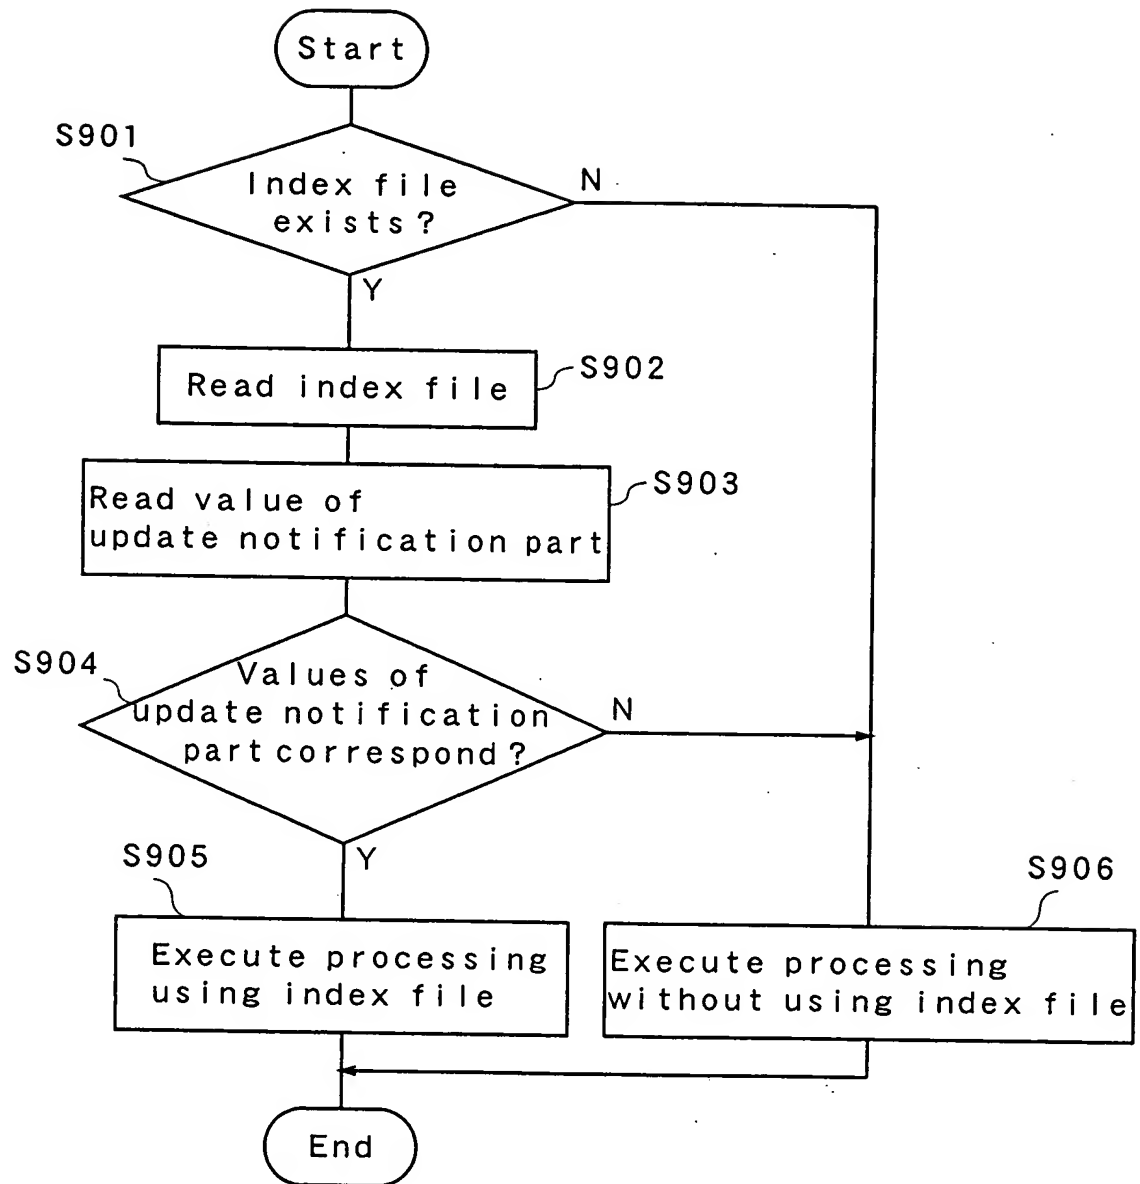 Start
S901
Index file
exists?
N
Y
Read index file
S902
Read value of
update notification part
S903
S904
Values of
update notification
part correspond?
N
Y
S905
Execute processing
using index file
S906
Execute processing
without using index file
End